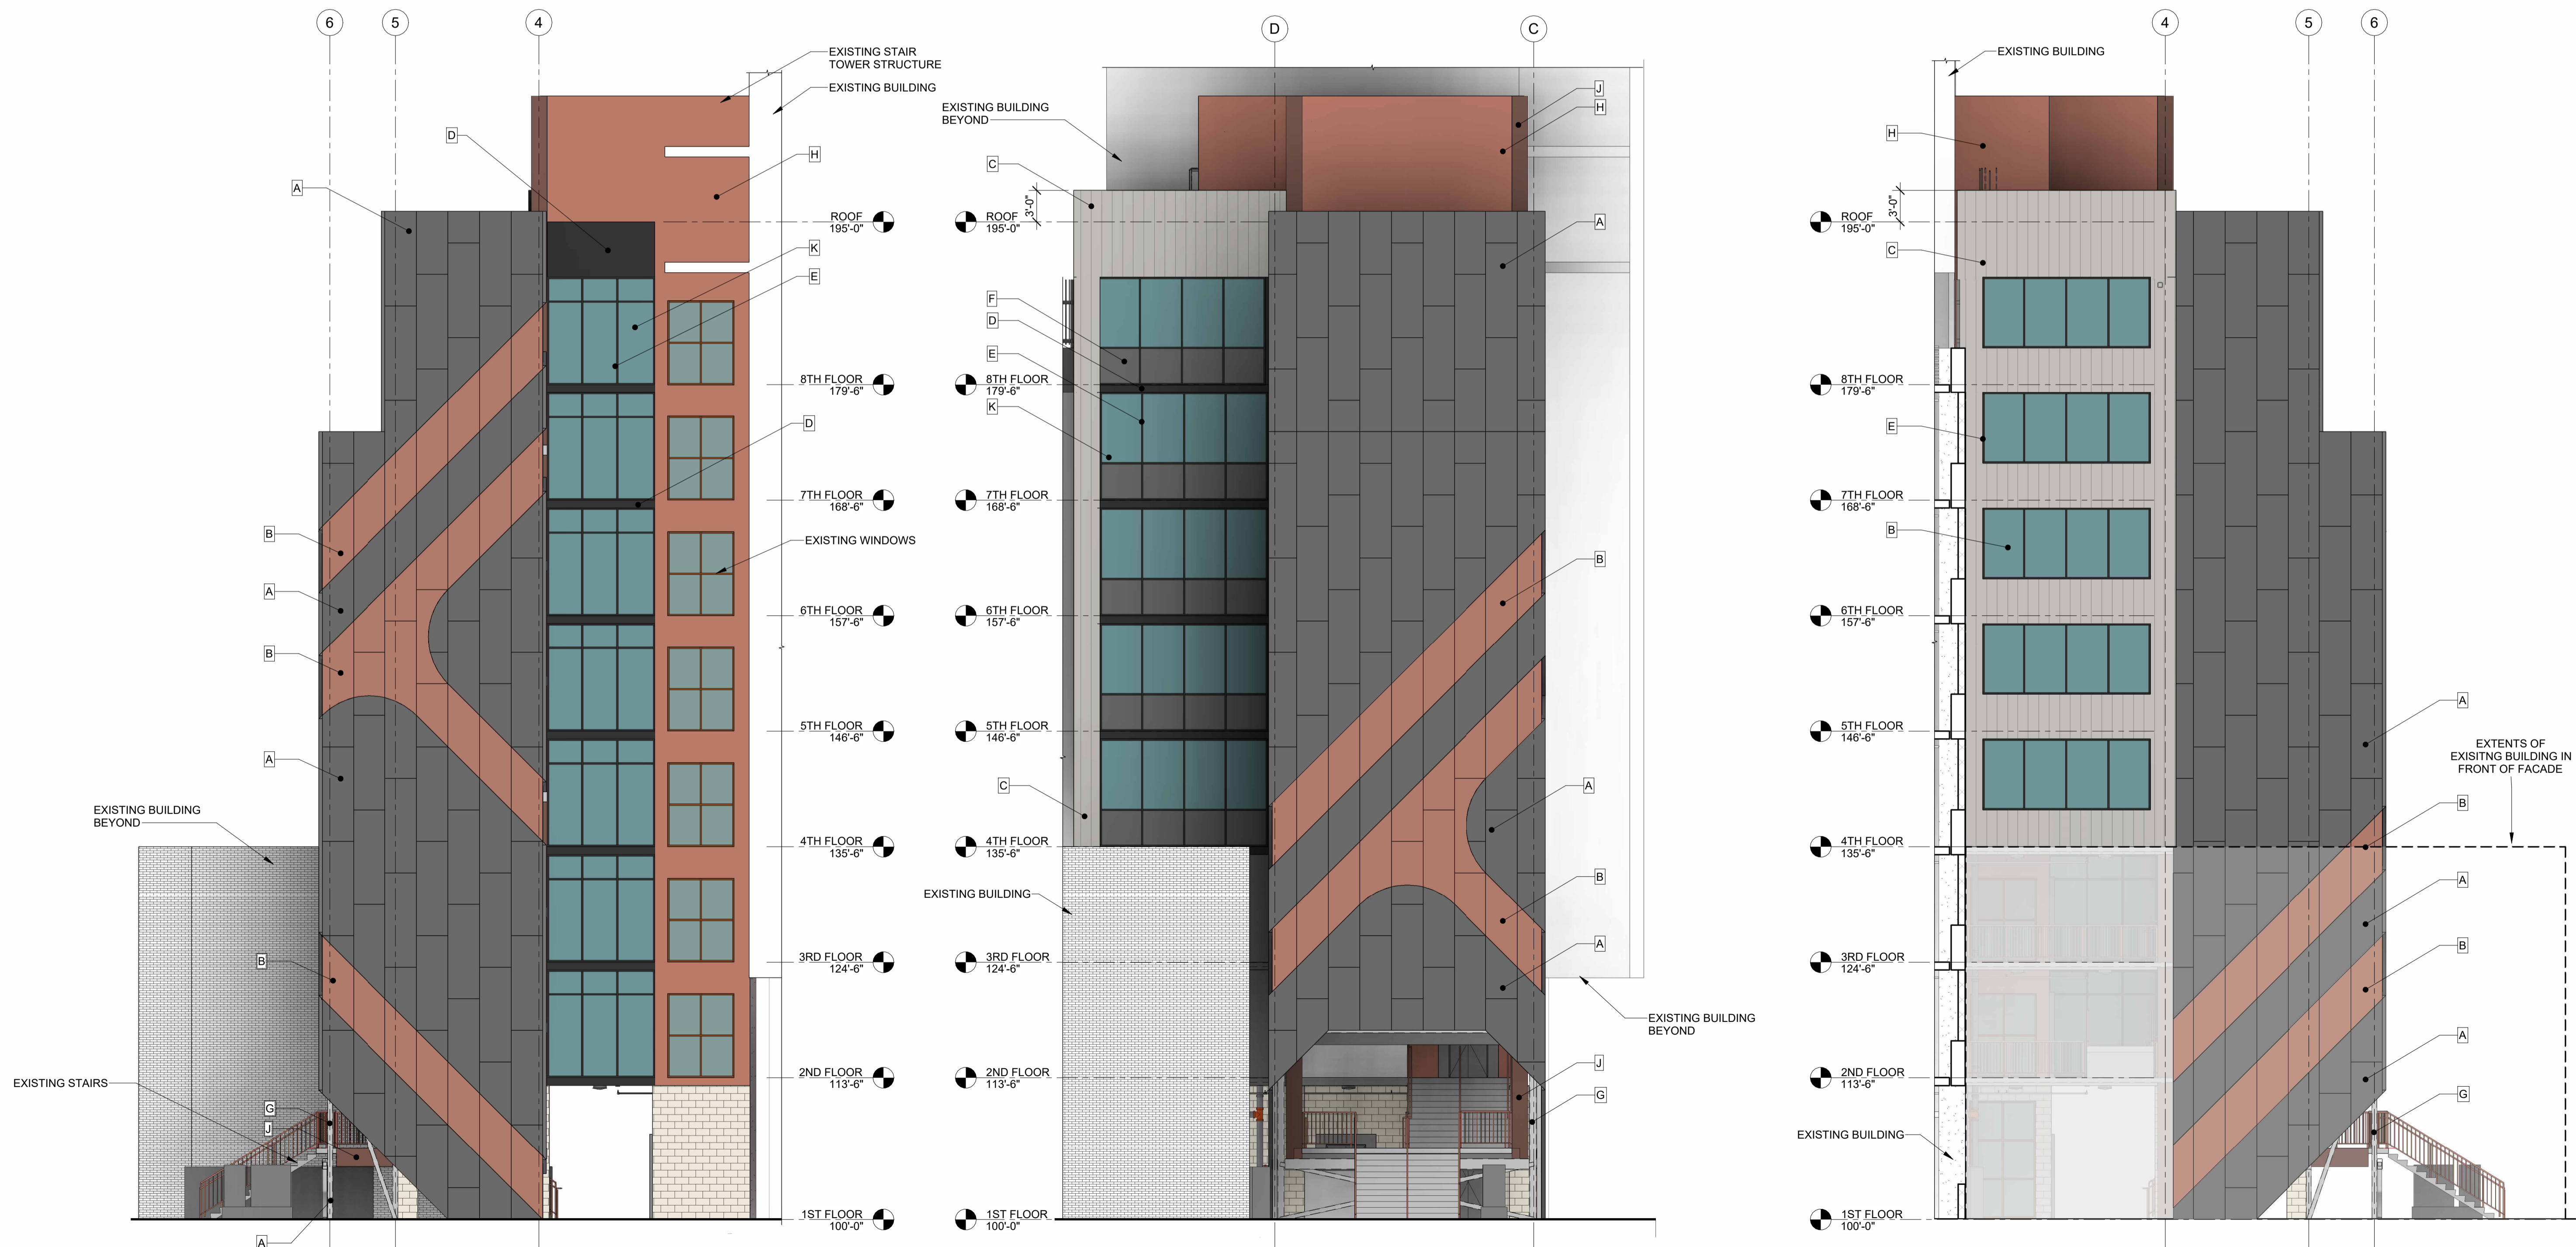 6
5
4
EXISTING STAIR
TOWER STRUCTURE
EXISTING BUILDING
D
H
A
ROOF
195'-0"
K
E
8TH FLOOR
179'-6"
D
7TH FLOOR
168'-6"
B
EXISTING WINDOWS
A
6TH FLOOR
157'-6"
B
5TH FLOOR
146'-6"
A
EXISTING BUILDING
BEYOND
4TH FLOOR
135'-6"
B
3RD FLOOR
124'-6"
EXISTING STAIRS
2ND FLOOR
113'-6"
G
J
1ST FLOOR
100'-0"
A
D
C
EXISTING BUILDING
BEYOND
J
H
C
3'-0"
ROOF
195'-0"
A
F
D
E
8TH FLOOR
179'-6"
K
7TH FLOOR
168'-6"
B
6TH FLOOR
157'-6"
5TH FLOOR
146'-6"
C
A
4TH FLOOR
135'-6"
EXISTING BUILDING
B
A
3RD FLOOR
124'-6"
EXISTING BUILDING
BEYOND
2ND FLOOR
113'-6"
J
G
1ST FLOOR
100'-0"
4
5
6
EXISTING BUILDING
H
3'-0"
ROOF
195'-0"
C
8TH FLOOR
179'-6"
E
7TH FLOOR
168'-6"
B
6TH FLOOR
157'-6"
A
5TH FLOOR
146'-6"
EXTENTS OF
EXISITNG BUILDING IN
FRONT OF FACADE
B
4TH FLOOR
135'-6"
A
B
3RD FLOOR
124'-6"
A
2ND FLOOR
113'-6"
G
EXISTING BUILDING
1ST FLOOR
100'-0"